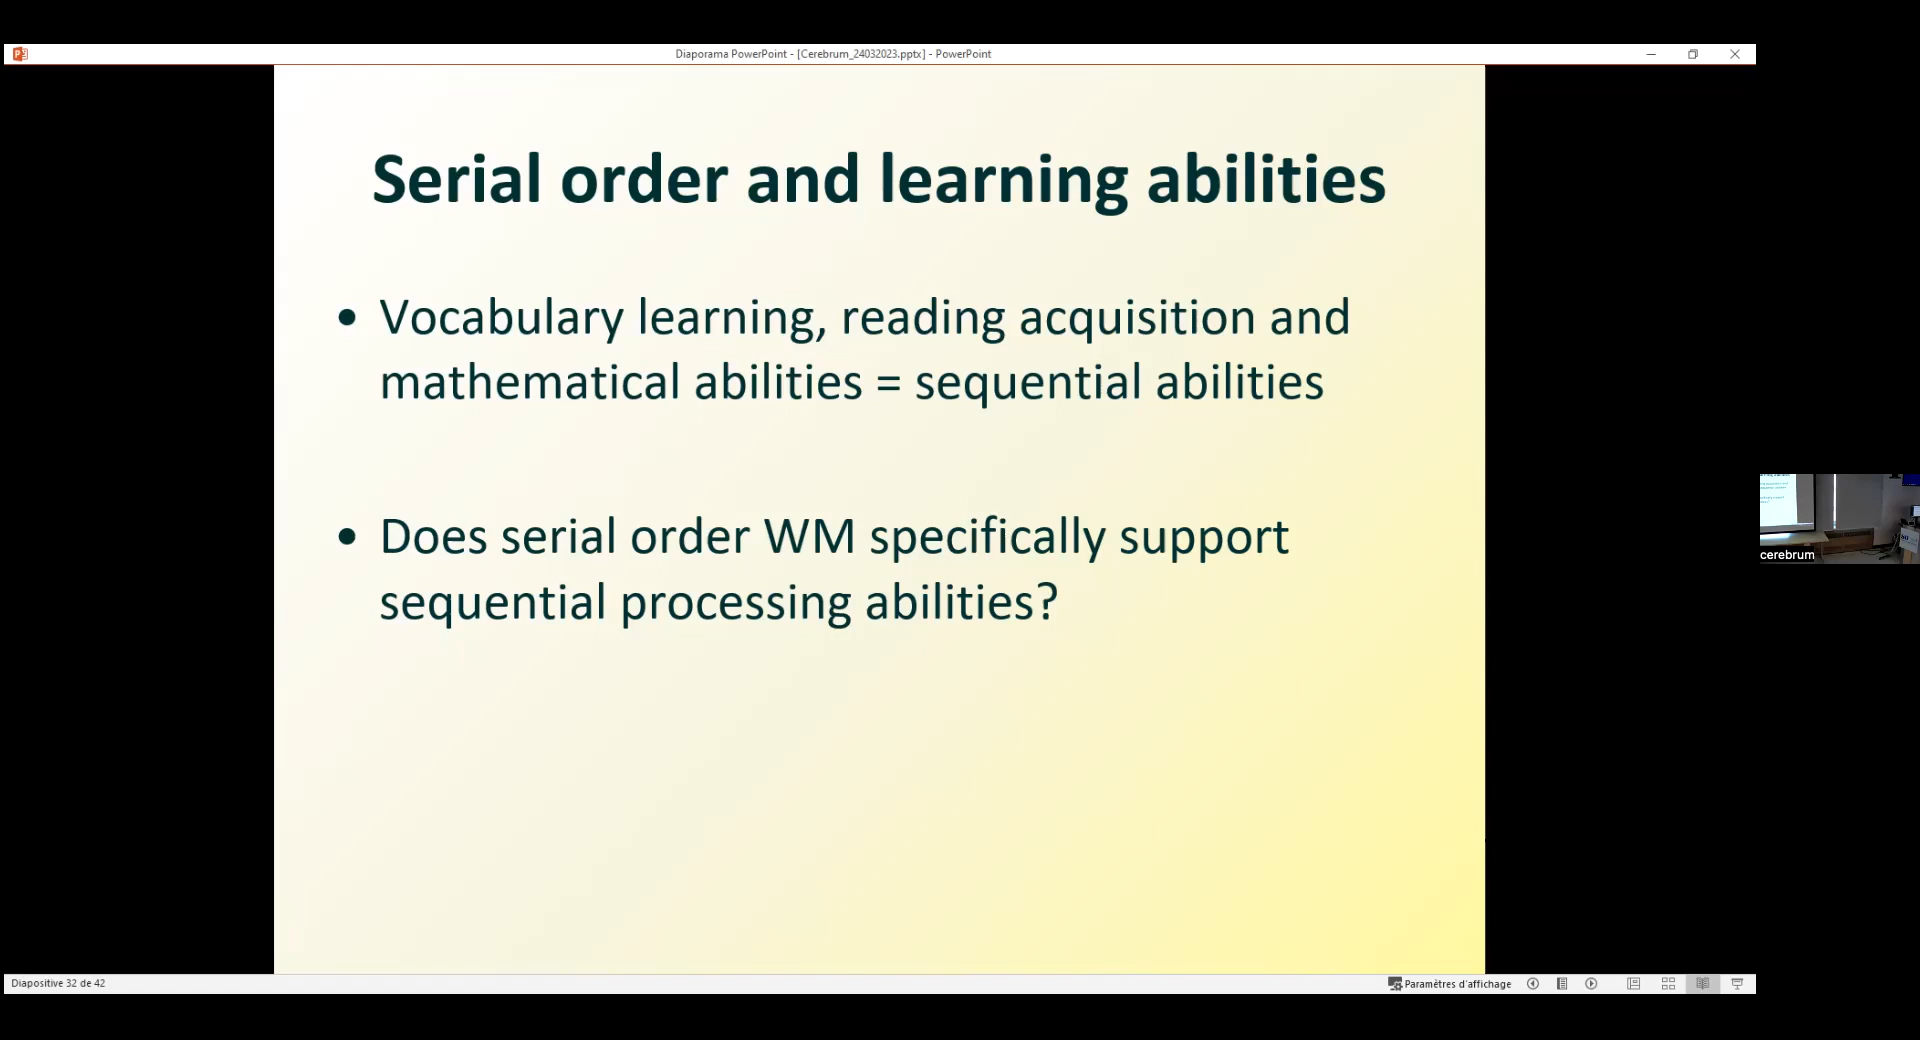 Diaporama PowerPoint - [Cerebrum_24032023.pptx] - PowerPoint
Serial order and learning abilities
• Vocabulary learning, reading acquisition and
mathematical abilities = sequential abilities
• Does serial order WM specifically support
sequential processing abilities?
cerebrum
Diapositive 32 de 42
Paramètres d'affichage